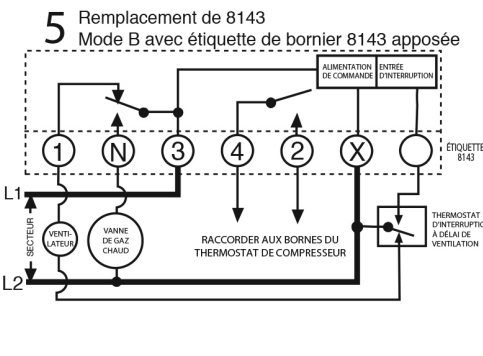 5 Remplacement de 8143
Mode B avec étiquette de bornier 8143 apposée
ALIMENTATION
DE COMMANDE
ENTRÉE
D'INTERRUPTION
1
N
3
4
2
X
ÉTIQUETTE
8143
L1
SECTEUR
VENTI-
LATEUR
VANNE
DE GAZ
CHAUD
RACCORDER AUX BORNES DU
THERMOSTAT DE COMPRESSEUR
THERMOSTAT
D'INTERRUPTIO
À DÉLAI DE
VENTILATION
L2